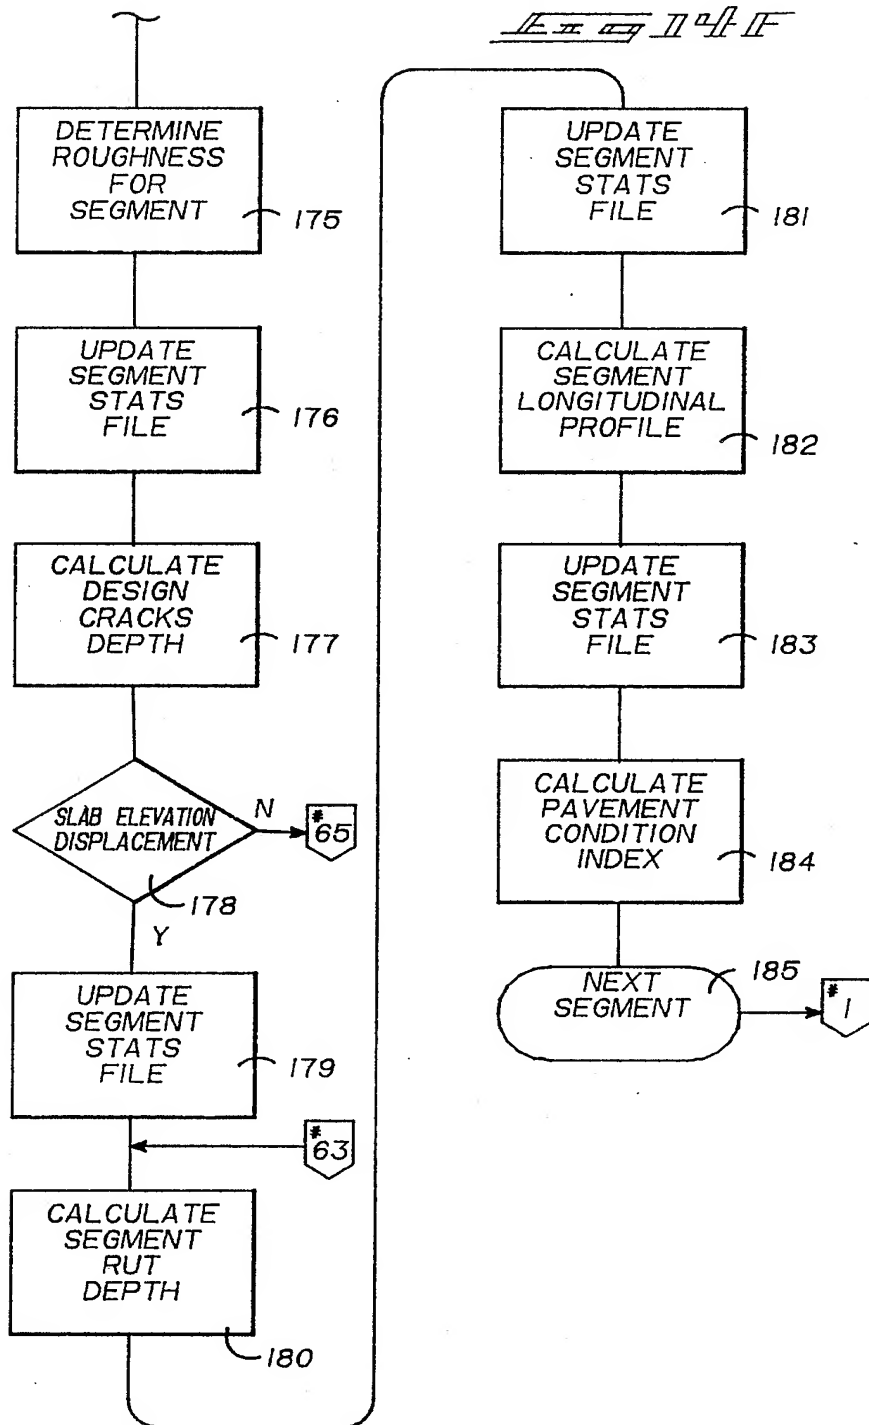 Fig 14F
DETERMINE
ROUGHNESS
FOR
SEGMENT
175
UPDATE
SEGMENT
STATS
FILE
176
CALCULATE
DESIGN
CRACKS
DEPTH
177
SLAB ELEVATION
DISPLACEMENT
N
#
65
178
Y
UPDATE
SEGMENT
STATS
FILE
179
#
63
CALCULATE
SEGMENT
RUT
DEPTH
180
UPDATE
SEGMENT
STATS
FILE
181
CALCULATE
SEGMENT
LONGITUDINAL
PROFILE
182
UPDATE
SEGMENT
STATS
FILE
183
CALCULATE
PAVEMENT
CONDITION
INDEX
184
NEXT
SEGMENT
185
#
1